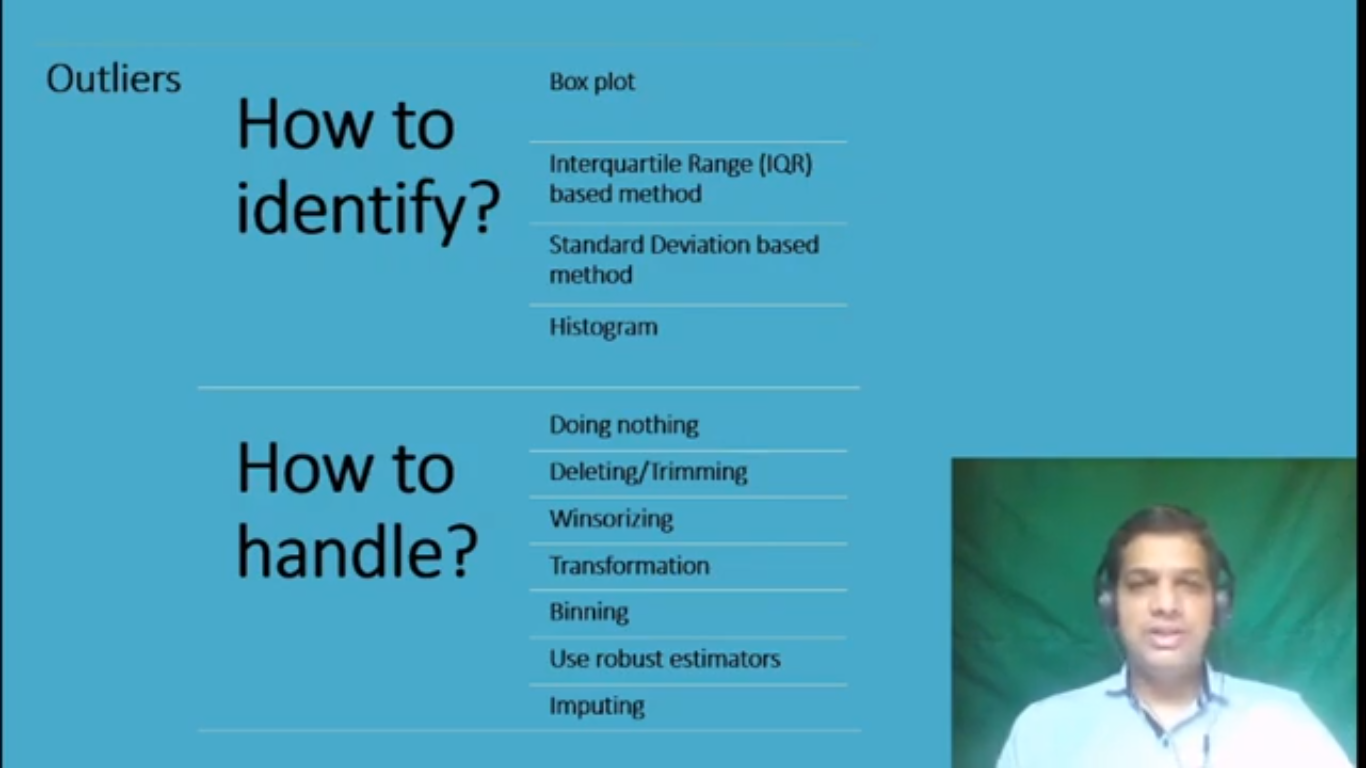 Outliers
How to
identify?
Box plot
Interquartile Range (IQR)
based method
Standard Deviation based
method
Histogram
How to
handle?
Doing nothing
Deleting/Trimming
Winsorizing
Transformation
Binning
Use robust estimators
Imputing